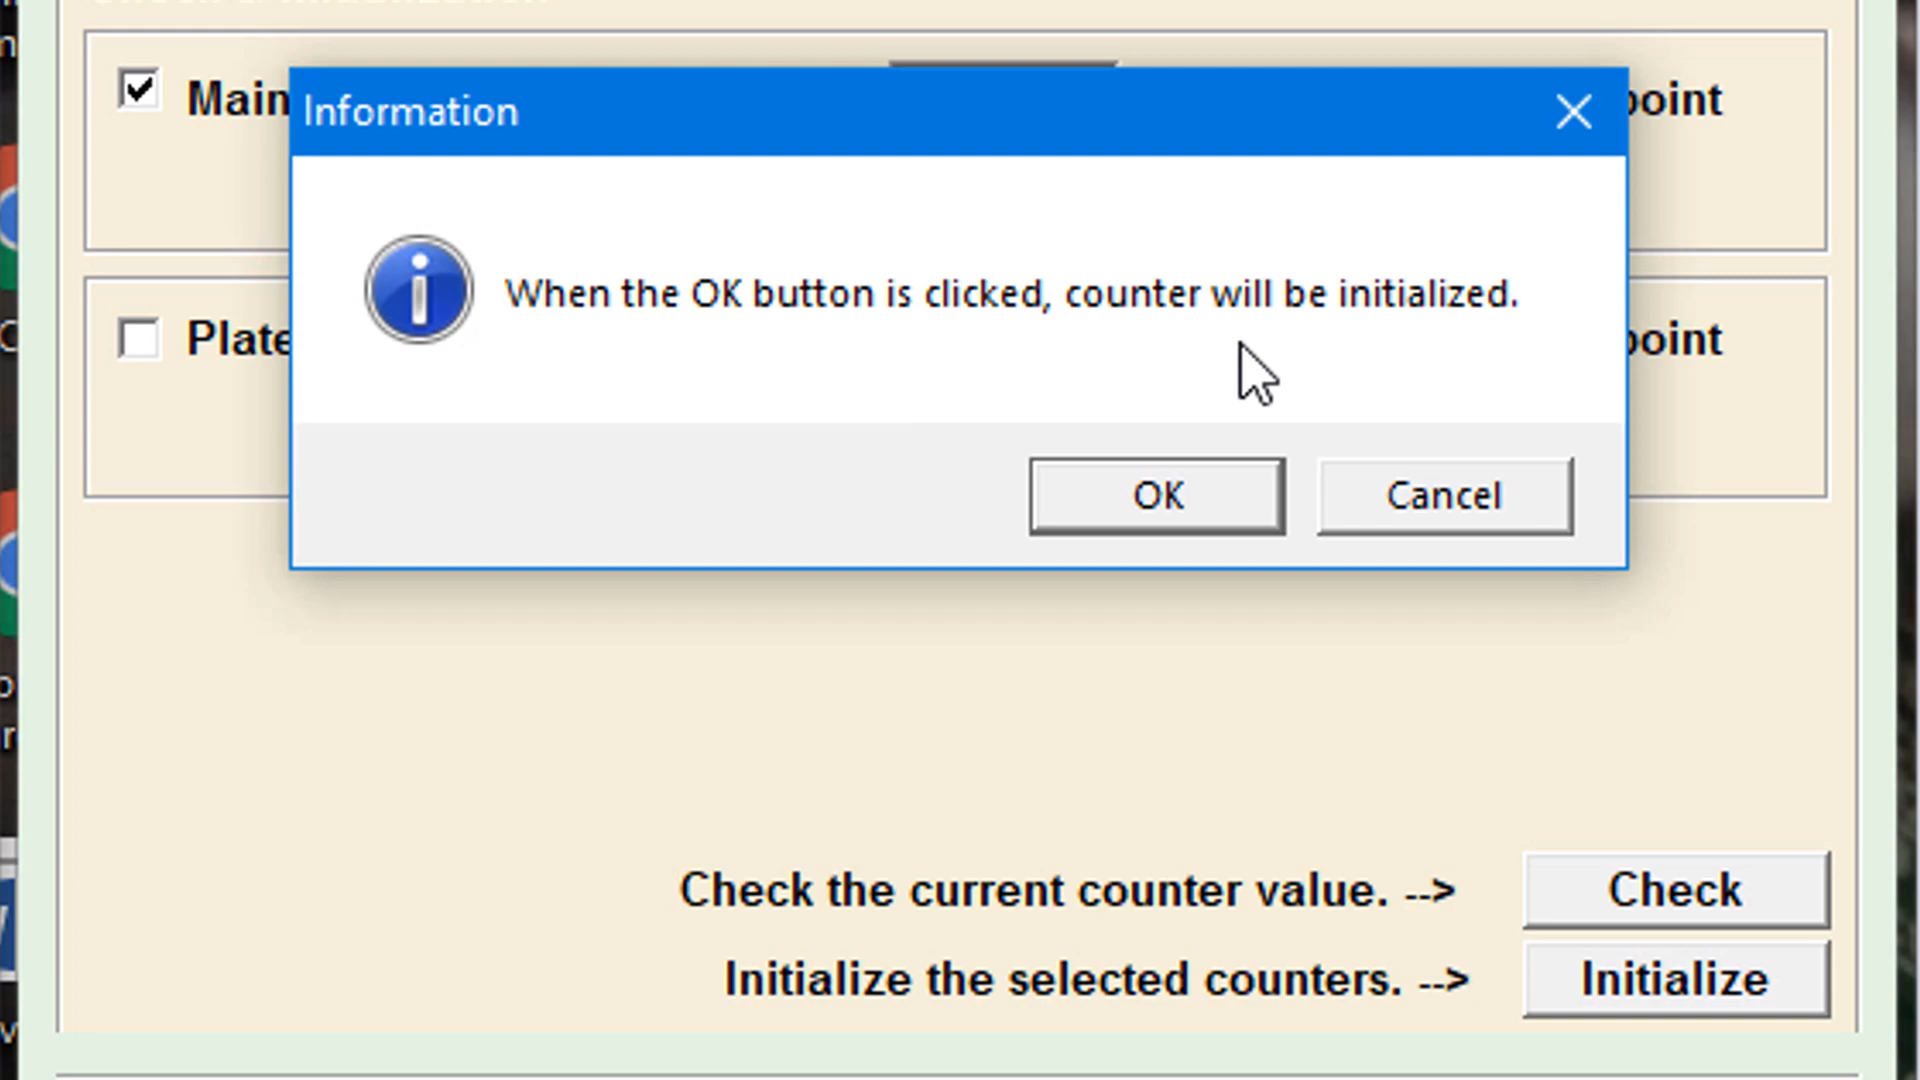 Main
point
Information
When the OK button is clicked, counter will be initialized.
Plate
point
OK
Cancel
Check the current counter value. -->
Check
Initialize the selected counters. -->
Initialize